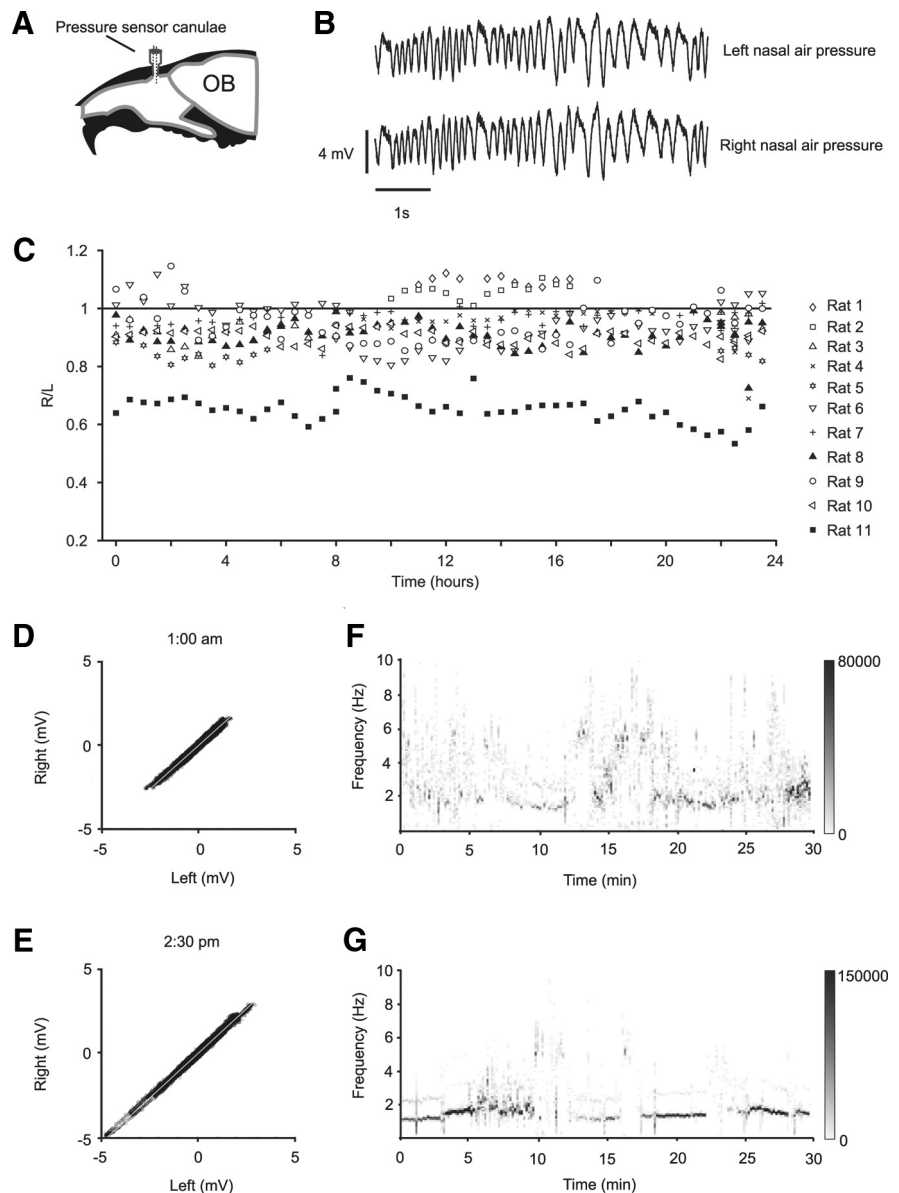 A
Pressure sensor canulae
OB
B
Left nasal air pressure
Right nasal air pressure
4 mV
1s
C
1.2
1
0.8
0.6
0.4
0.2
R/L
0
4
8
12
16
20
24
Time (hours)
Rat 1
Rat 2
Rat 3
Rat 4
Rat 5
Rat 6
Rat 7
Rat 8
Rat 9
Rat 10
Rat 11
D
1:00 am
5
0
-5
Right (mV)
-5
0
5
Left (mV)
F
10
8
6
4
2
Frequency (Hz)
0
5
10
15
20
25
30
Time (min)
80000
0
E
2:30 pm
5
0
-5
Right (mV)
-5
0
5
Left (mV)
G
10
8
6
4
2
Frequency (Hz)
0
5
10
15
20
25
30
Time (min)
150000
0